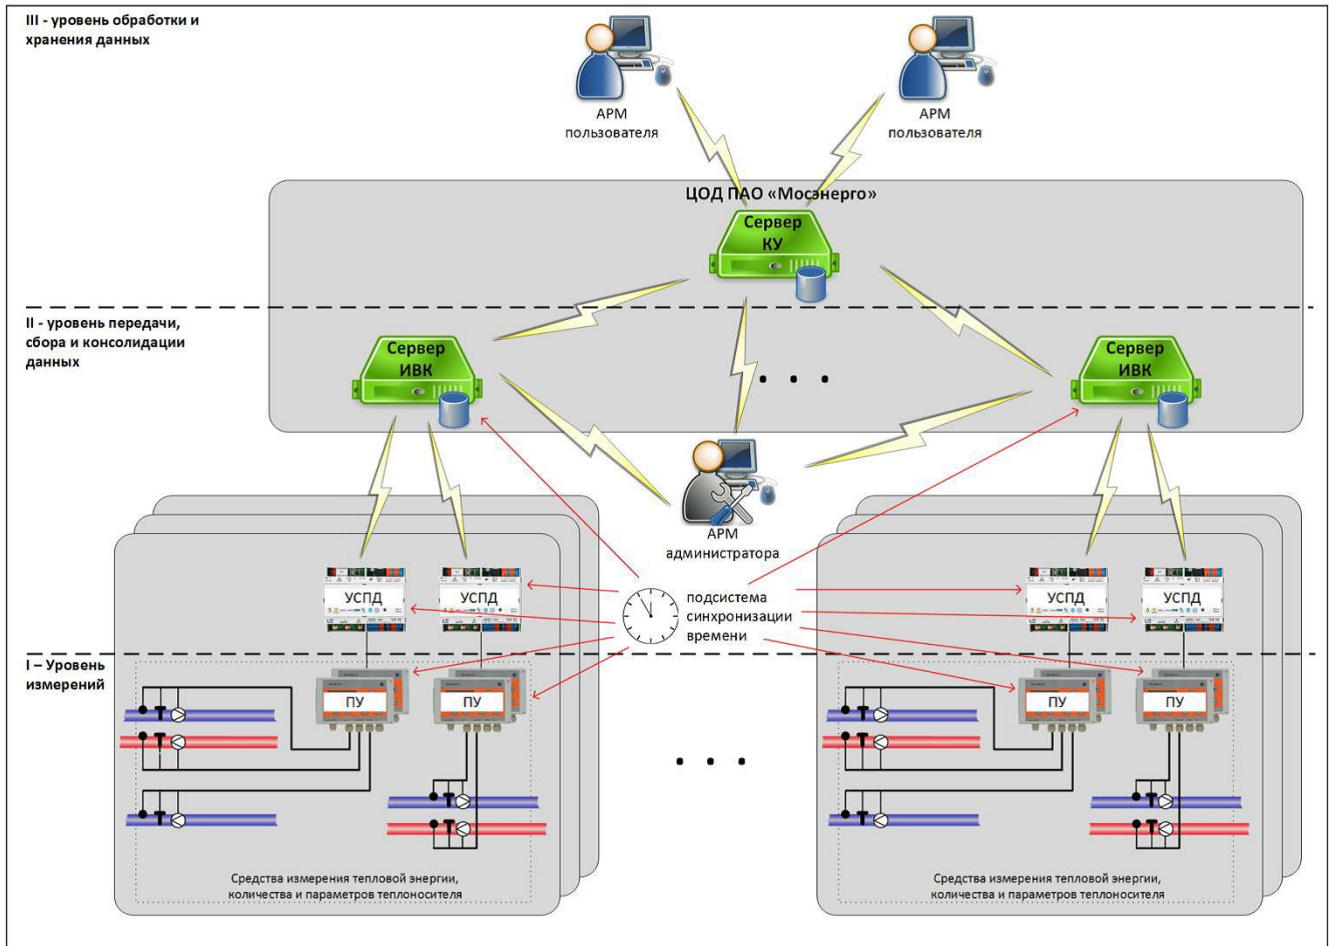 III - уровень обработки и
хранения данных
АРМ
пользователя
АРМ
пользователя
ЦОД ПАО «Мосэнерго»
Сервер
КУ
II - уровень передачи,
сбора и консолидации
данных
Сервер
ИВК
Сервер
ИВК
. . .
АРМ
администратора
УСПД
УСПД
подсистема
синхронизации
времени
УСПД
УСПД
I – Уровень
измерений
ПУ
ПУ
ПУ
ПУ
. . .
Средства измерения тепловой энергии,
количества и параметров теплоносителя
Средства измерения тепловой энергии,
количества и параметров теплоносителя